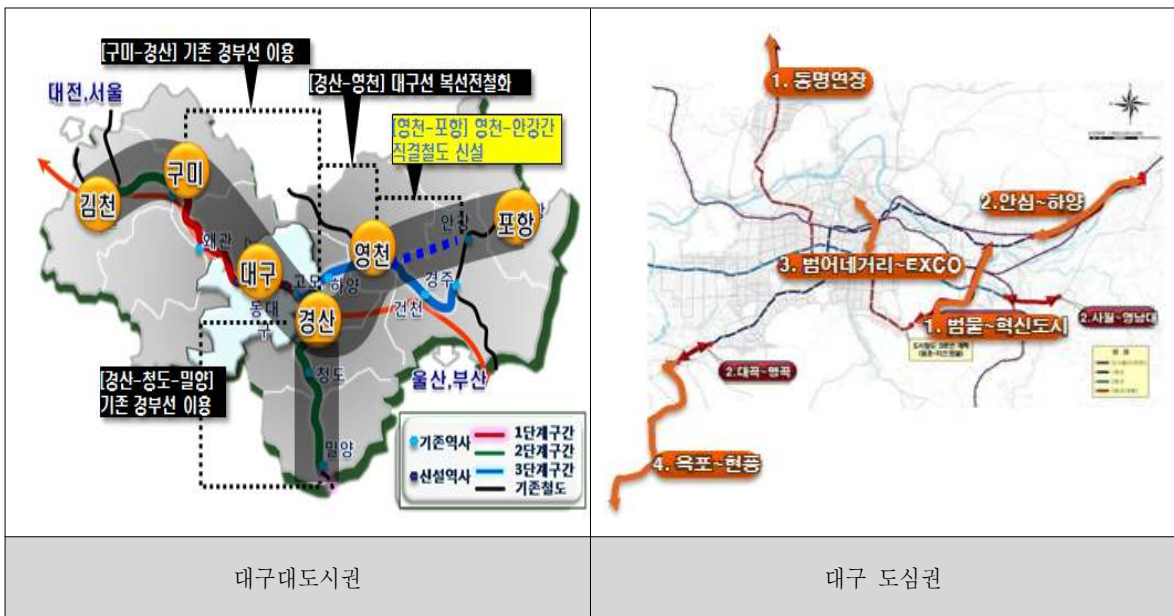 [구미-경산] 기존 경부선 이용
[경산-영천] 대구선 복선전철화
[영천-포항] 영천-안강간
직결철도 신설
대전,서울
구미
김천
포항
안강
영천
왜관
대구
고모
하양
경주
동대
구
경산
건천
울산,부산
[경산-청도-밀양]
기존 경부선 이용
청도
밀양
기존역사
신설역사
1단계구간
2단계구간
3단계구간
기존철도
1. 동명연장
2.안심~하양
3. 범어네거리~EXCO
1. 범물~혁신도시
2.사월~영남대
2.대곡~명곡
4. 옥포~현풍
대구대도시권
대구 도심권